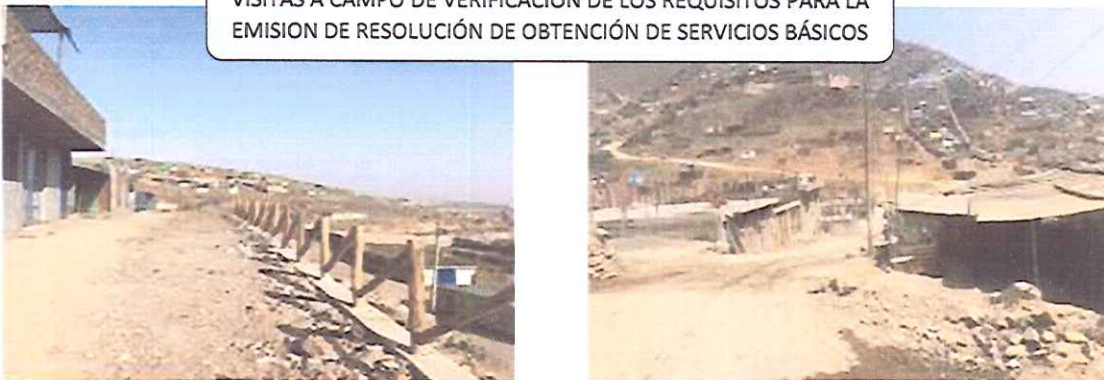 VISITAS A CAMPO DE VERIFICACIÓN DE LOS REQUISITOS PARA LA
EMISION DE RESOLUCIÓN DE OBTENCIÓN DE SERVICIOS BÁSICOS